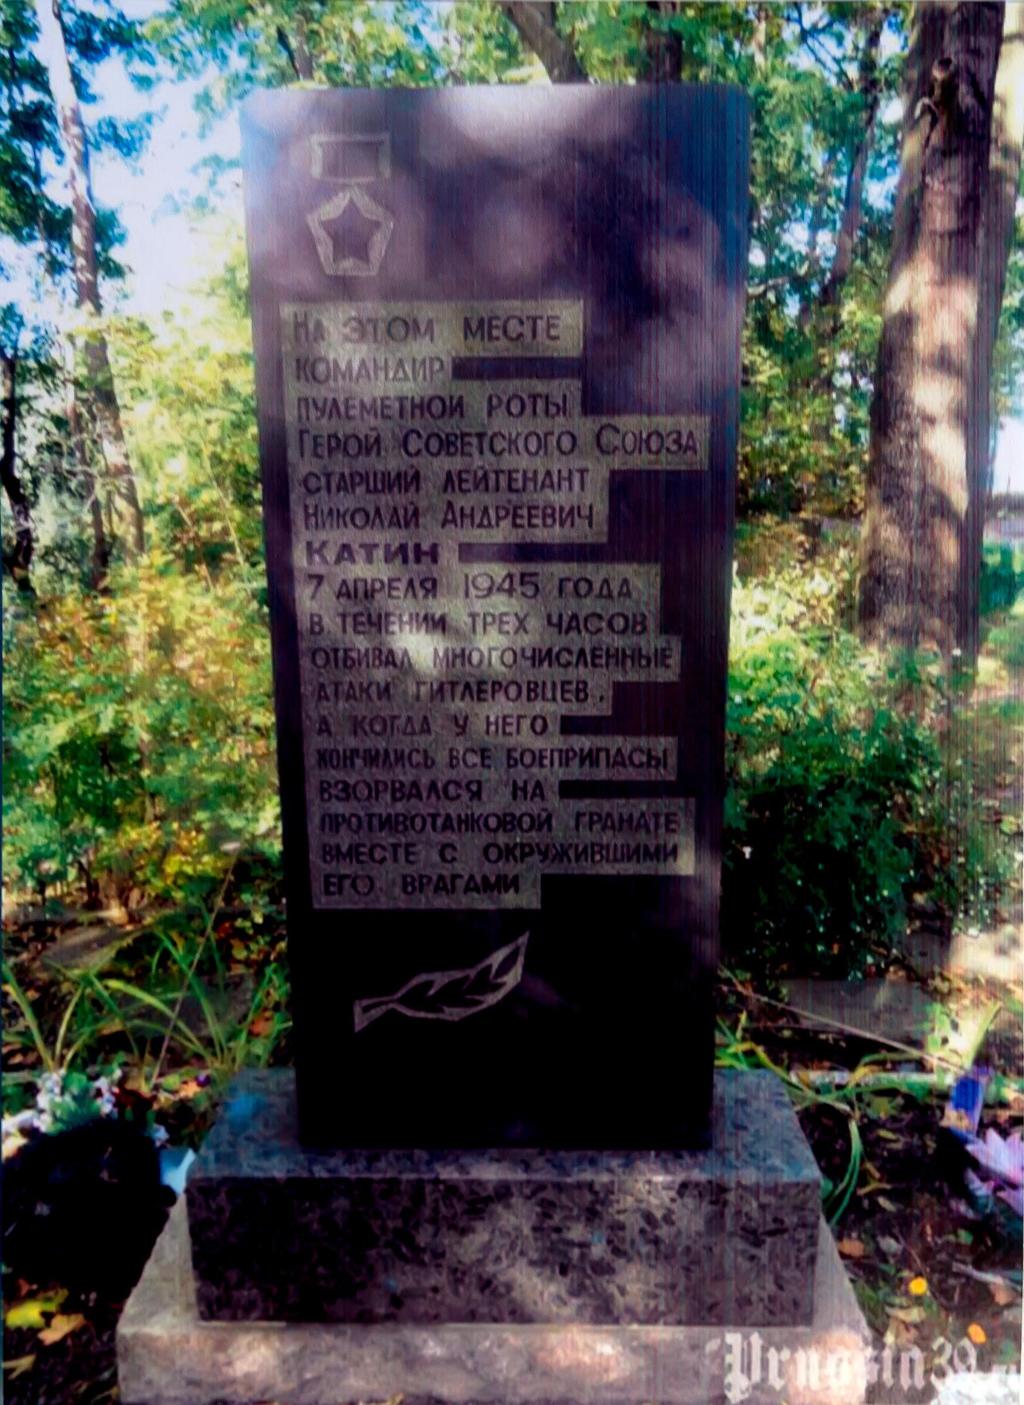 На этом месте
командир
пулеметной роты
Герой Советского Союза
старший лейтенант
Николай Андреевич
Катин
7 апреля 1945 года
в течении трех часов
отбивал многочисленные
атаки гитлеровцев.
а когда у него
кончились все боеприпасы
взорвался на
противотанковой гранате
вместе с окружившими
его врагами
Prussia39.ru